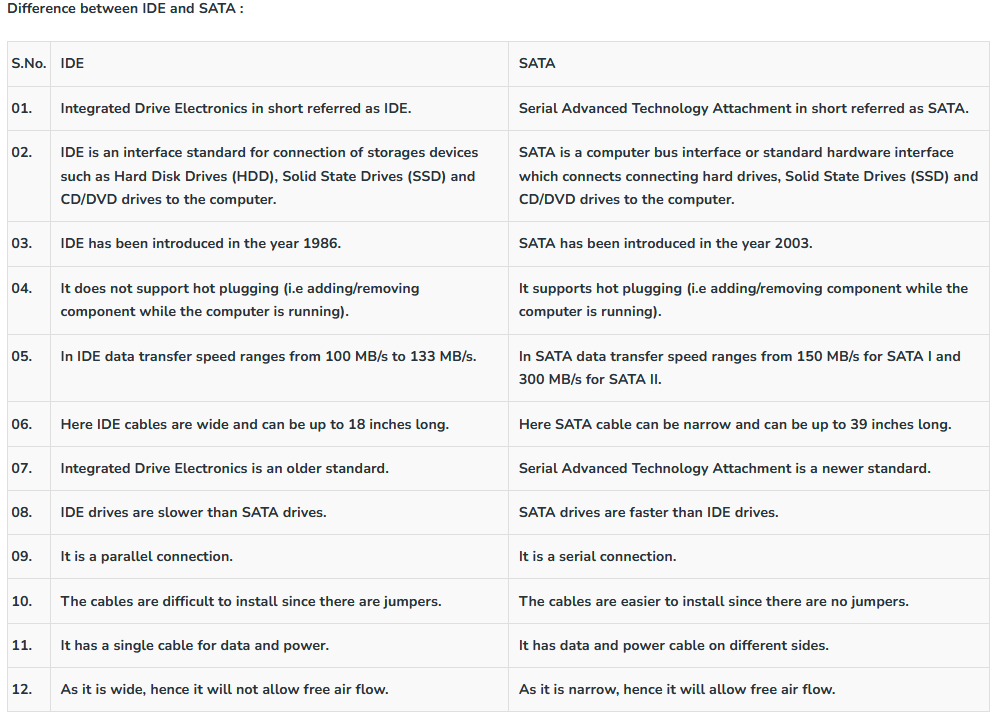 Difference between IDE and SATA :
S.No. IDE SATA
01. Integrated Drive Electronics in short referred as IDE. Serial Advanced Technology Attachment in short referred as SATA.
02. IDE is an interface standard for connection of storages devices
such as Hard Disk Drives (HDD), Solid State Drives (SSD) and
CD/DVD drives to the computer.
SATA is a computer bus interface or standard hardware interface
which connects connecting hard drives, Solid State Drives (SSD) and
CD/DVD drives to the computer.
03. IDE has been introduced in the year 1986. SATA has been introduced in the year 2003.
04. It does not support hot plugging (i.e adding/removing
component while the computer is running).
It supports hot plugging (i.e adding/removing component while the
computer is running).
05. In IDE data transfer speed ranges from 100 MB/s to 133 MB/s.
In SATA data transfer speed ranges from 150 MB/s for SATA I and
300 MB/s for SATA II.
06. Here IDE cables are wide and can be up to 18 inches long. Here SATA cable can be narrow and can be up to 39 inches long.
07. Integrated Drive Electronics is an older standard. Serial Advanced Technology Attachment is a newer standard.
08. IDE drives are slower than SATA drives. SATA drives are faster than IDE drives.
09. It is a parallel connection. It is a serial connection.
10. The cables are difficult to install since there are jumpers. The cables are easier to install since there are no jumpers.
11. It has a single cable for data and power. It has data and power cable on different sides.
12. As it is wide, hence it will not allow free air flow. As it is narrow, hence it will allow free air flow.